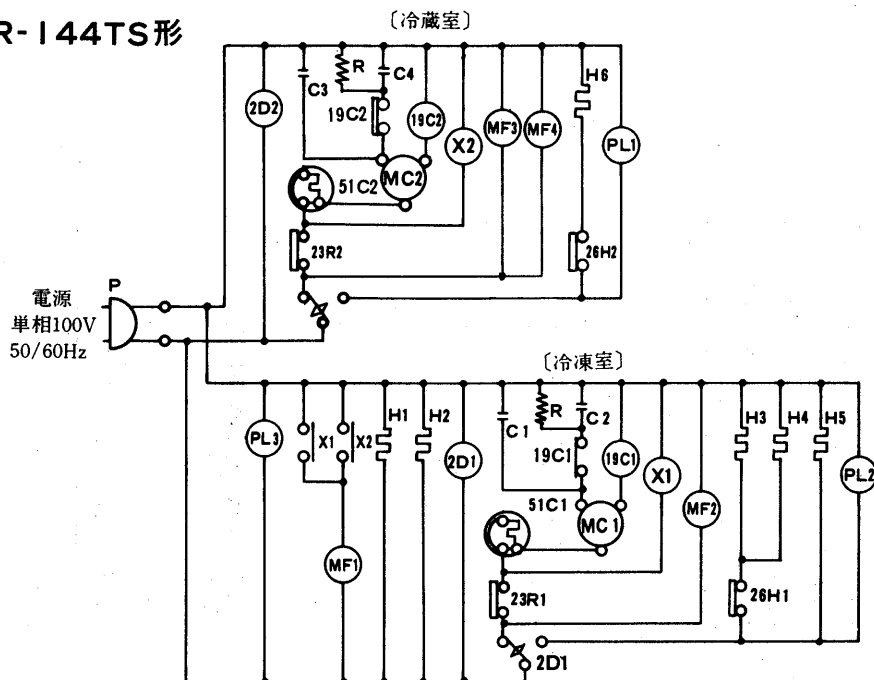 R-144TS形
〔冷蔵室〕
2D2
C3
R
C4
19C2
19C2
X2
MF3
MF4
H6
PL1
51C2
MC2
23R2
26H2
P
電源
単相100V
50/60Hz
〔冷凍室〕
PL3
X1
X2
H1
H2
2D1
C1
R
C2
19C1
19C1
X1
MF2
H3
H4
H5
PL2
51C1
MC1
MF1
23R1
26H1
2D1